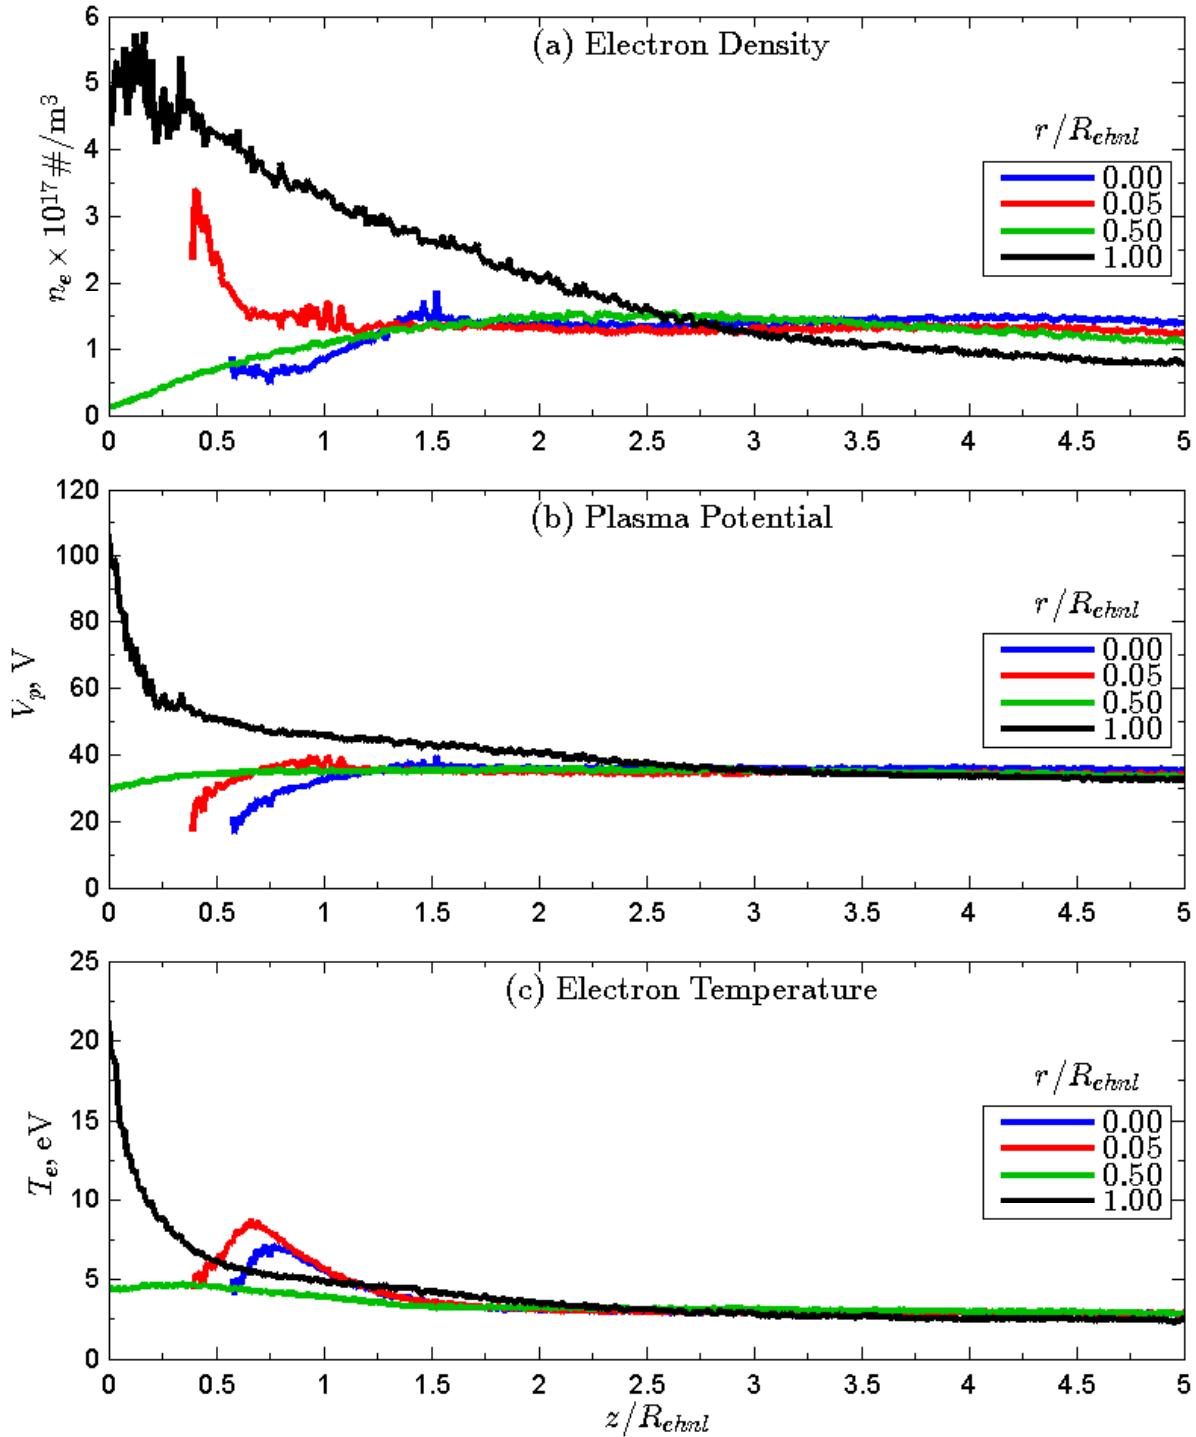 (a) Electron Density
n_e × 10^17 #/m^3
6
5
4
3
2
1
0
r/R_chnl
0.00
0.05
0.50
1.00
0 0.5 1 1.5 2 2.5 3 3.5 4 4.5 5
(b) Plasma Potential
V_p, V
120
100
80
60
40
20
0
r/R_chnl
0.00
0.05
0.50
1.00
0 0.5 1 1.5 2 2.5 3 3.5 4 4.5 5
(c) Electron Temperature
T_e, eV
25
20
15
10
5
0
r/R_chnl
0.00
0.05
0.50
1.00
0 0.5 1 1.5 2 2.5 3 3.5 4 4.5 5
z/R_chnl